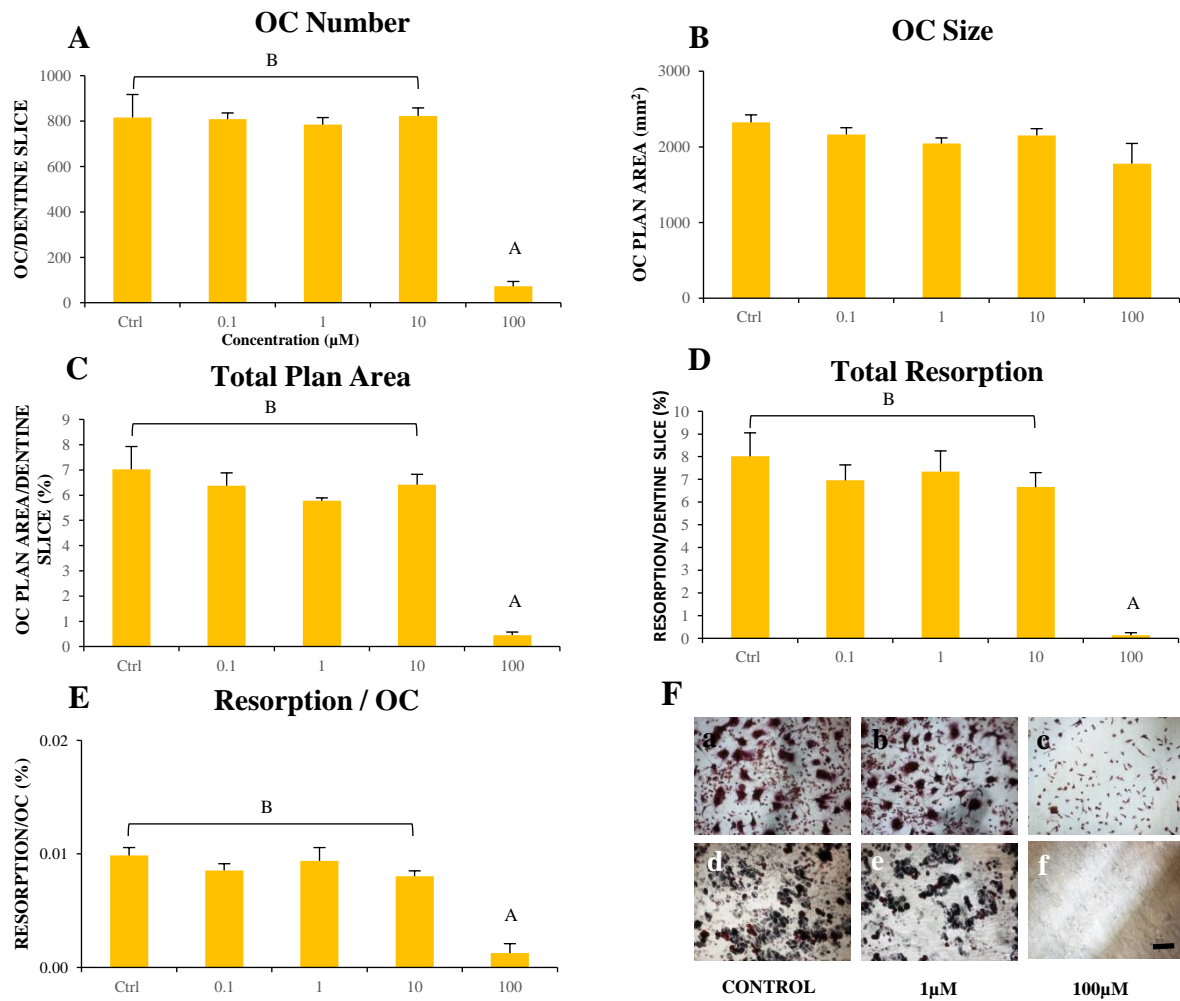 A
OC Number
B
OC/DENTINE SLICE
1000
800
600
400
200
0
A
Ctrl
0.1
1
10
100
Concentration (µM)
B
OC Size
OC PLAN AREA (mm²)
3000
2000
1000
0
Ctrl
0.1
1
10
100
C
Total Plan Area
B
OC PLAN AREA/DENTINE
SLICE (%)
9
8
7
6
5
4
3
2
1
0
A
Ctrl
0.1
1
10
100
D
Total Resorption
B
RESORPTION/DENTINE SLICE (%)
10
9
8
7
6
5
4
3
2
1
0
A
Ctrl
0.1
1
10
100
E
Resorption / OC
RESORPTION/OC (%)
0.02
0.01
0.00
B
A
Ctrl
0.1
1
10
100
F
a
b
c
d
e
f
CONTROL
1µM
100µM